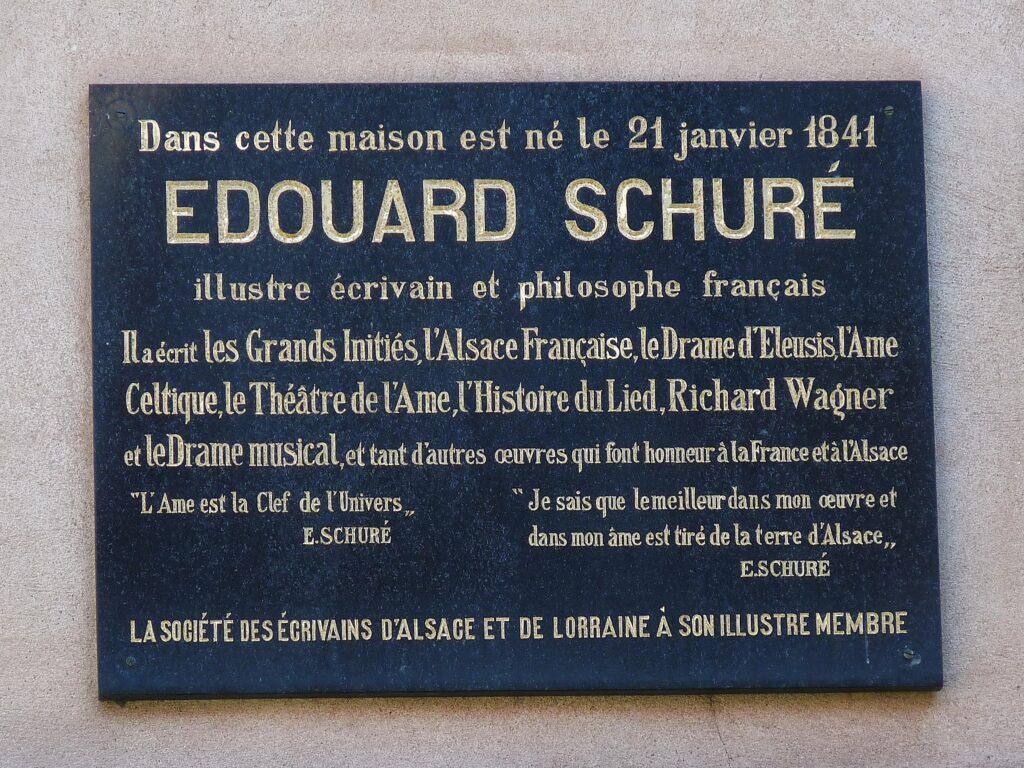 Dans cette maison est né le 21 janvier 1841
EDOUARD SCHURÉ
illustre écrivain et philosophe français
Il a écrit les Grands Initiés, l'Alsace Française, le Drame d'Eleusis, l'Ame
Celtique, le Théâtre de l'Ame, l'Histoire du Lied, Richard Wagner
et le Drame musical, et tant d'autres œuvres qui font honneur à la France et à l'Alsace
"L'Ame est la Clef de l'Univers„
E. SCHURÉ
"Je sais que le meilleur dans mon œuvre et
dans mon âme est tiré de la terre d'Alsace„
E. SCHURÉ
LA SOCIÉTÉ DES ÉCRIVAINS D'ALSACE ET DE LORRAINE À SON ILLUSTRE MEMBRE